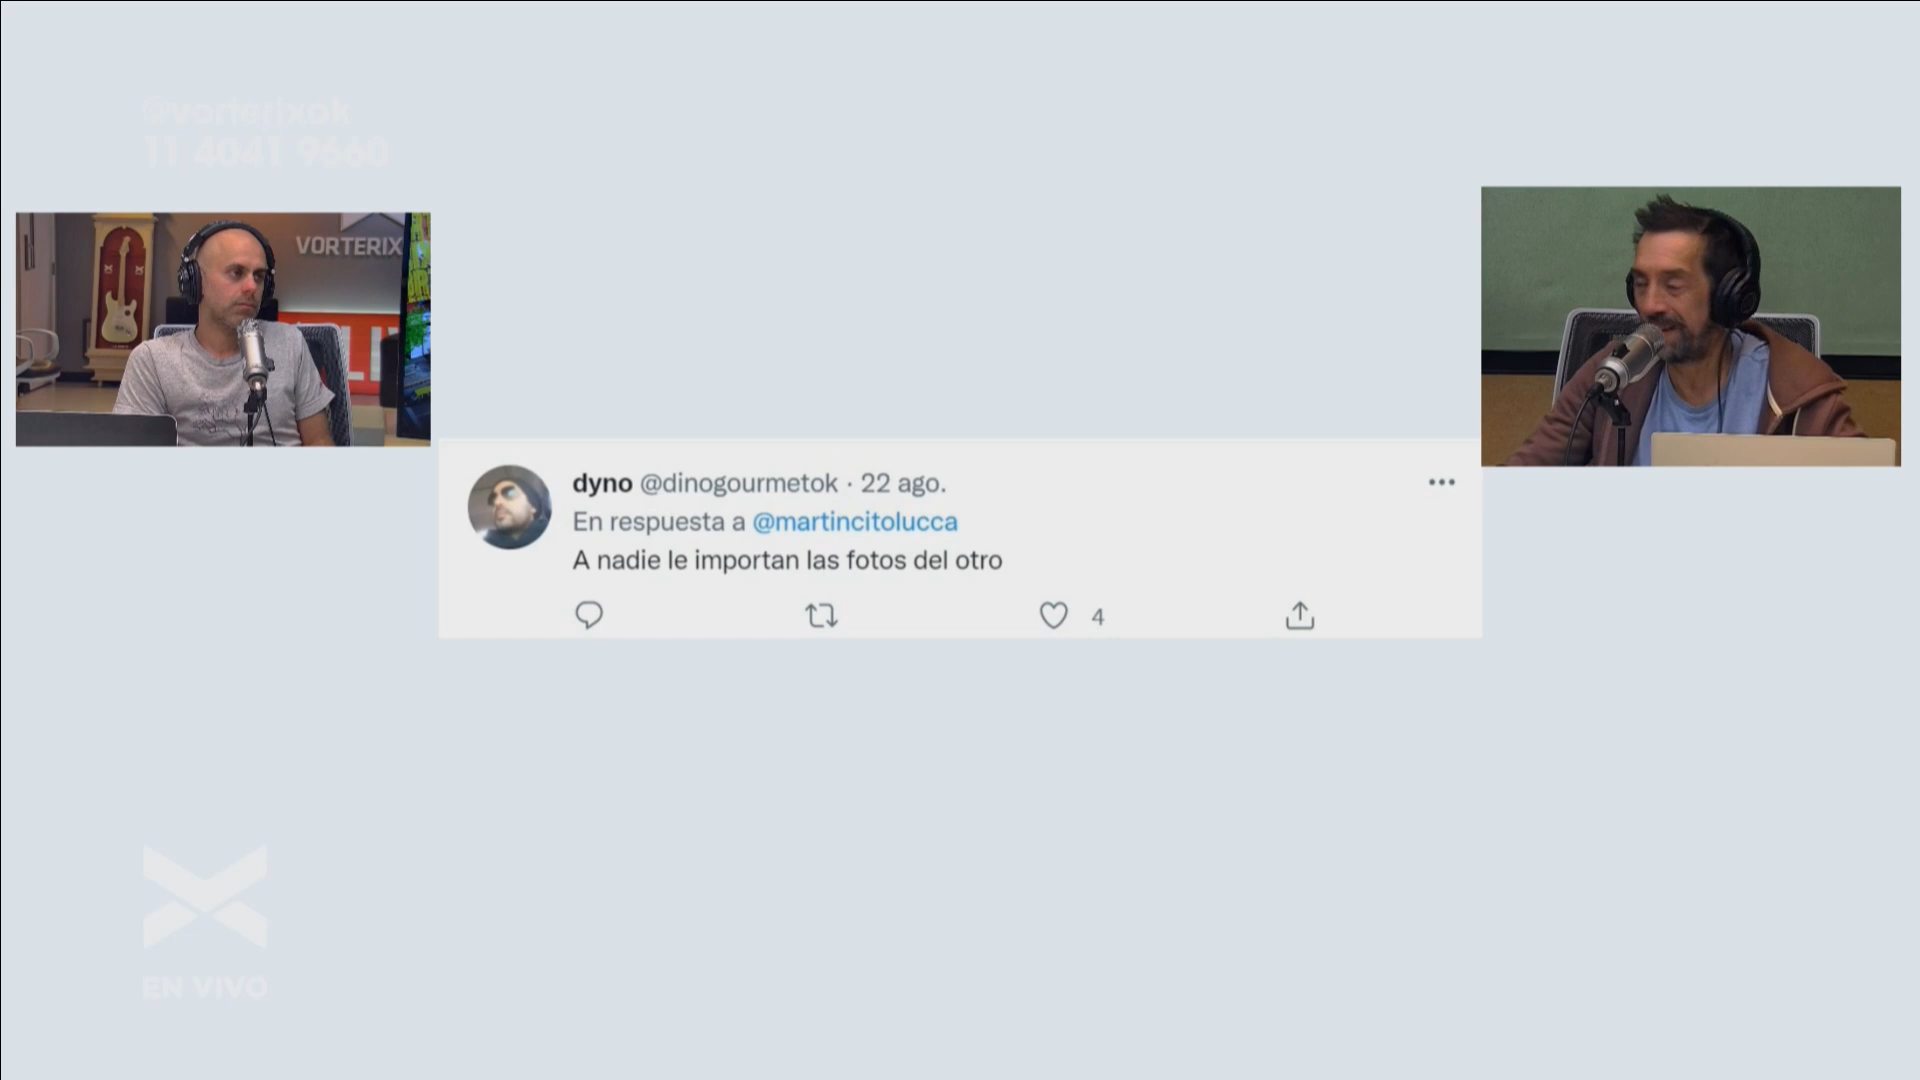 @vorterixok
11 4041 9660
VORTERIX
dyno @dinogourmetok · 22 ago.
En respuesta a @martincitolucca
A nadie le importan las fotos del otro
4
EN VIVO